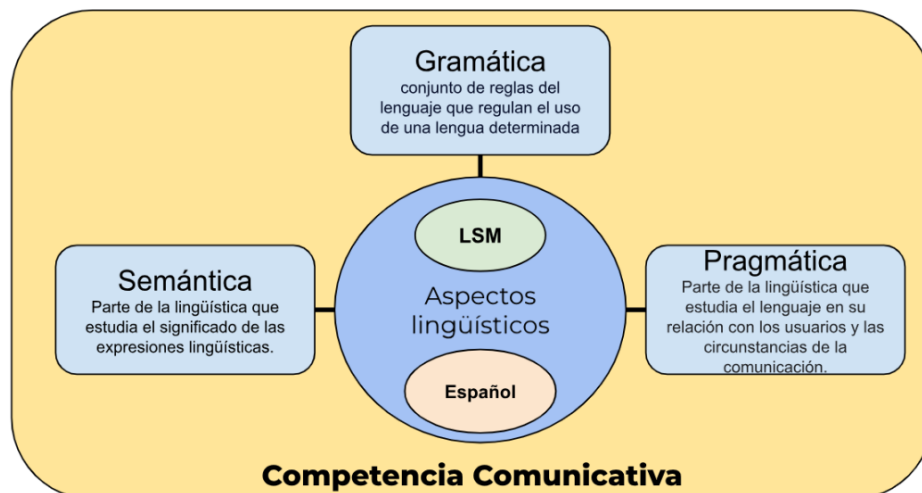 Gramática
conjunto de reglas del
lenguaje que regulan el uso
de una lengua determinada
LSM
Semántica
Parte de la lingüística que
estudia el significado de las
expresiones lingüísticas.
Aspectos
lingüísticos
Pragmática
Parte de la lingüística que
estudia el lenguaje en su
relación con los usuarios y las
circunstancias de la
comunicación.
Español
Competencia Comunicativa